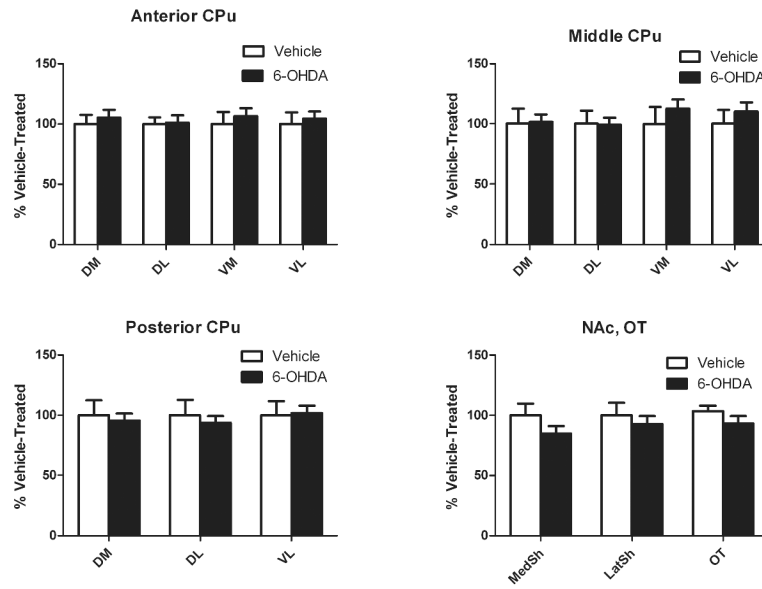 Anterior CPu
Vehicle
6-OHDA
% Vehicle-Treated
150
100
50
0
DM
DL
VM
VL
Middle CPu
Vehicle
6-OHDA
% Vehicle-Treated
150
100
50
0
DM
DL
VM
VL
Posterior CPu
Vehicle
6-OHDA
% Vehicle-Treated
150
100
50
0
DM
DL
VL
NAc, OT
Vehicle
6-OHDA
% Vehicle-Treated
150
100
50
0
MedSh
LatSh
OT